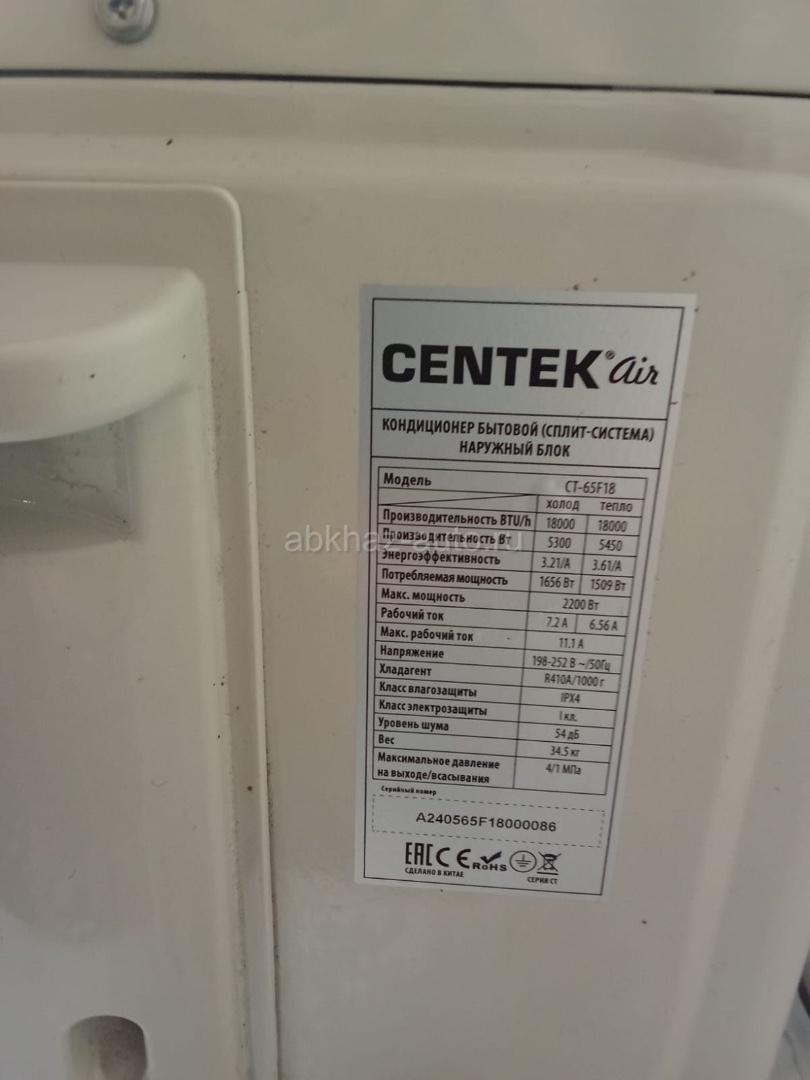 CENTEK® air
КОНДИЦИОНЕР БЫТОВОЙ (СПЛИТ-СИСТЕМА)
НАРУЖНЫЙ БЛОК
Модель CT-65F18
холод тепло
Производительность BTU/h 18000 18000
Производительность Вт 5300 5450
abkhaz-auto.ru
Энергоэффективность 3.21/A 3.61/A
Потребляемая мощность 1656 Вт 1509 Вт
Макс. мощность 2200 Вт
Рабочий ток 7.2 А 6.56 А
Макс. рабочий ток 11.1 А
Напряжение 198-252 В ~/50Гц
Хладагент R410A/1000 г
Класс влагозащиты IPX4
Класс электрозащиты I кл.
Уровень шума 54 дБ
Вес 34.5 кг
Максимальное давление
на выходе/всасывания 4/1 МПа
Серийный номер
A240565F18000086
EAC CE RoHS
СДЕЛАНО В КИТАЕ СЕРИЯ CT